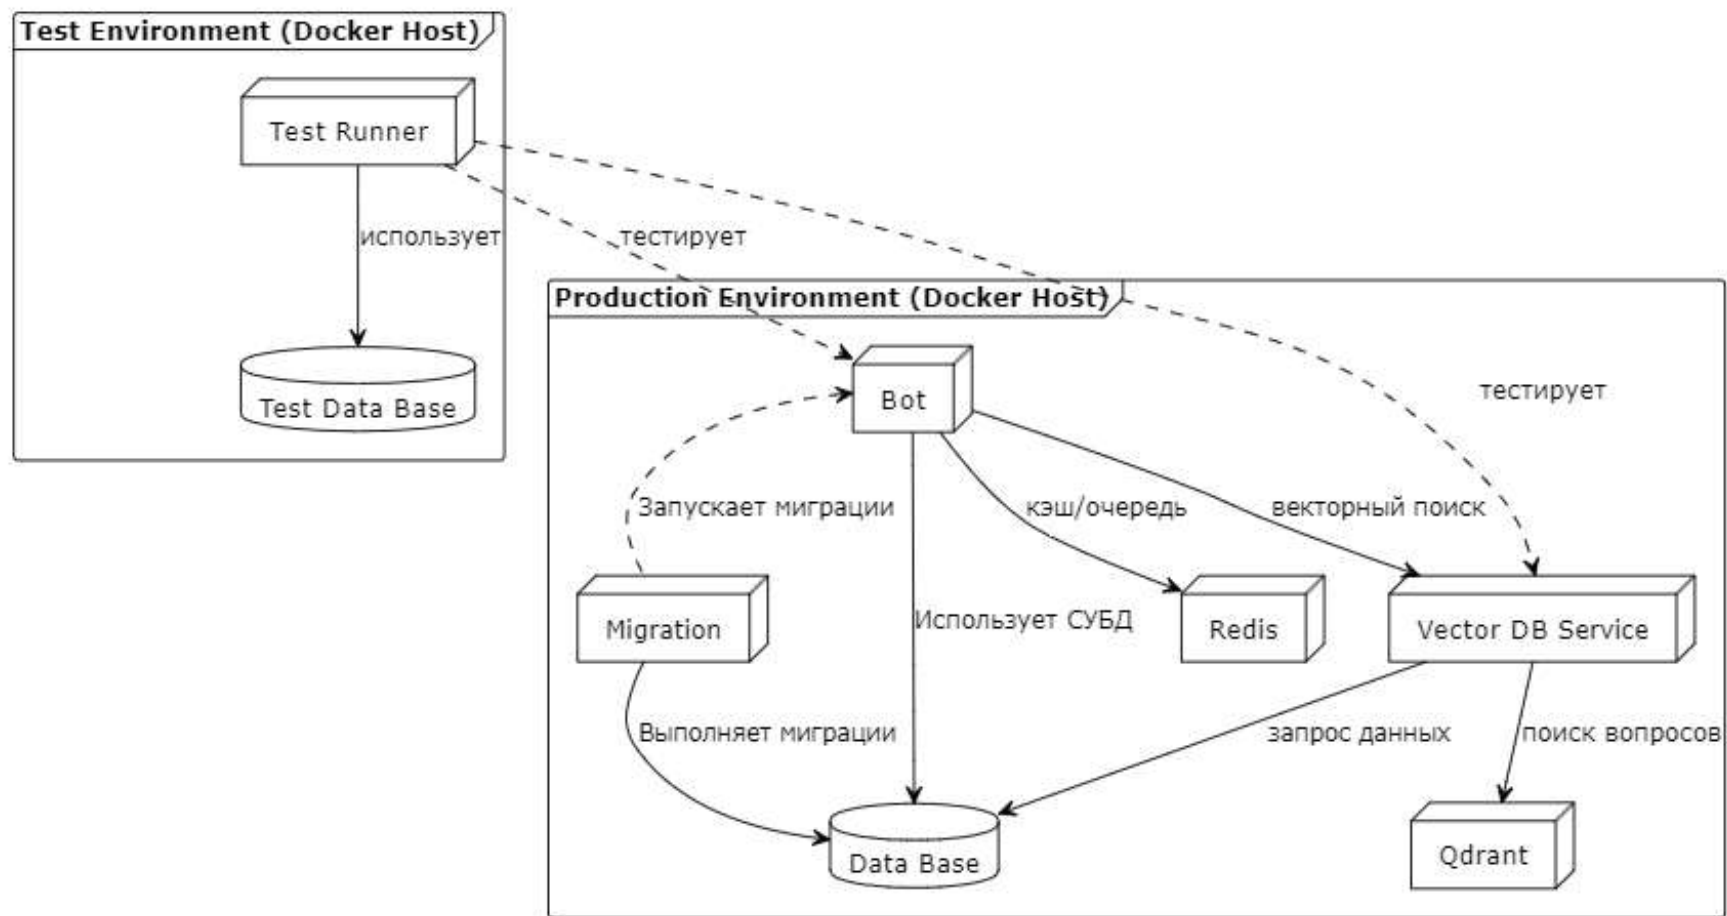 Test Environment (Docker Host)
Test Runner
использует
тестирует
Production Environment (Docker Host)
Test Data Base
Bot
тестирует
Запускает миграции
кэш/очередь
векторный поиск
Migration
Использует СУБД
Redis
Vector DB Service
Выполняет миграции
запрос данных
поиск вопросов
Data Base
Qdrant